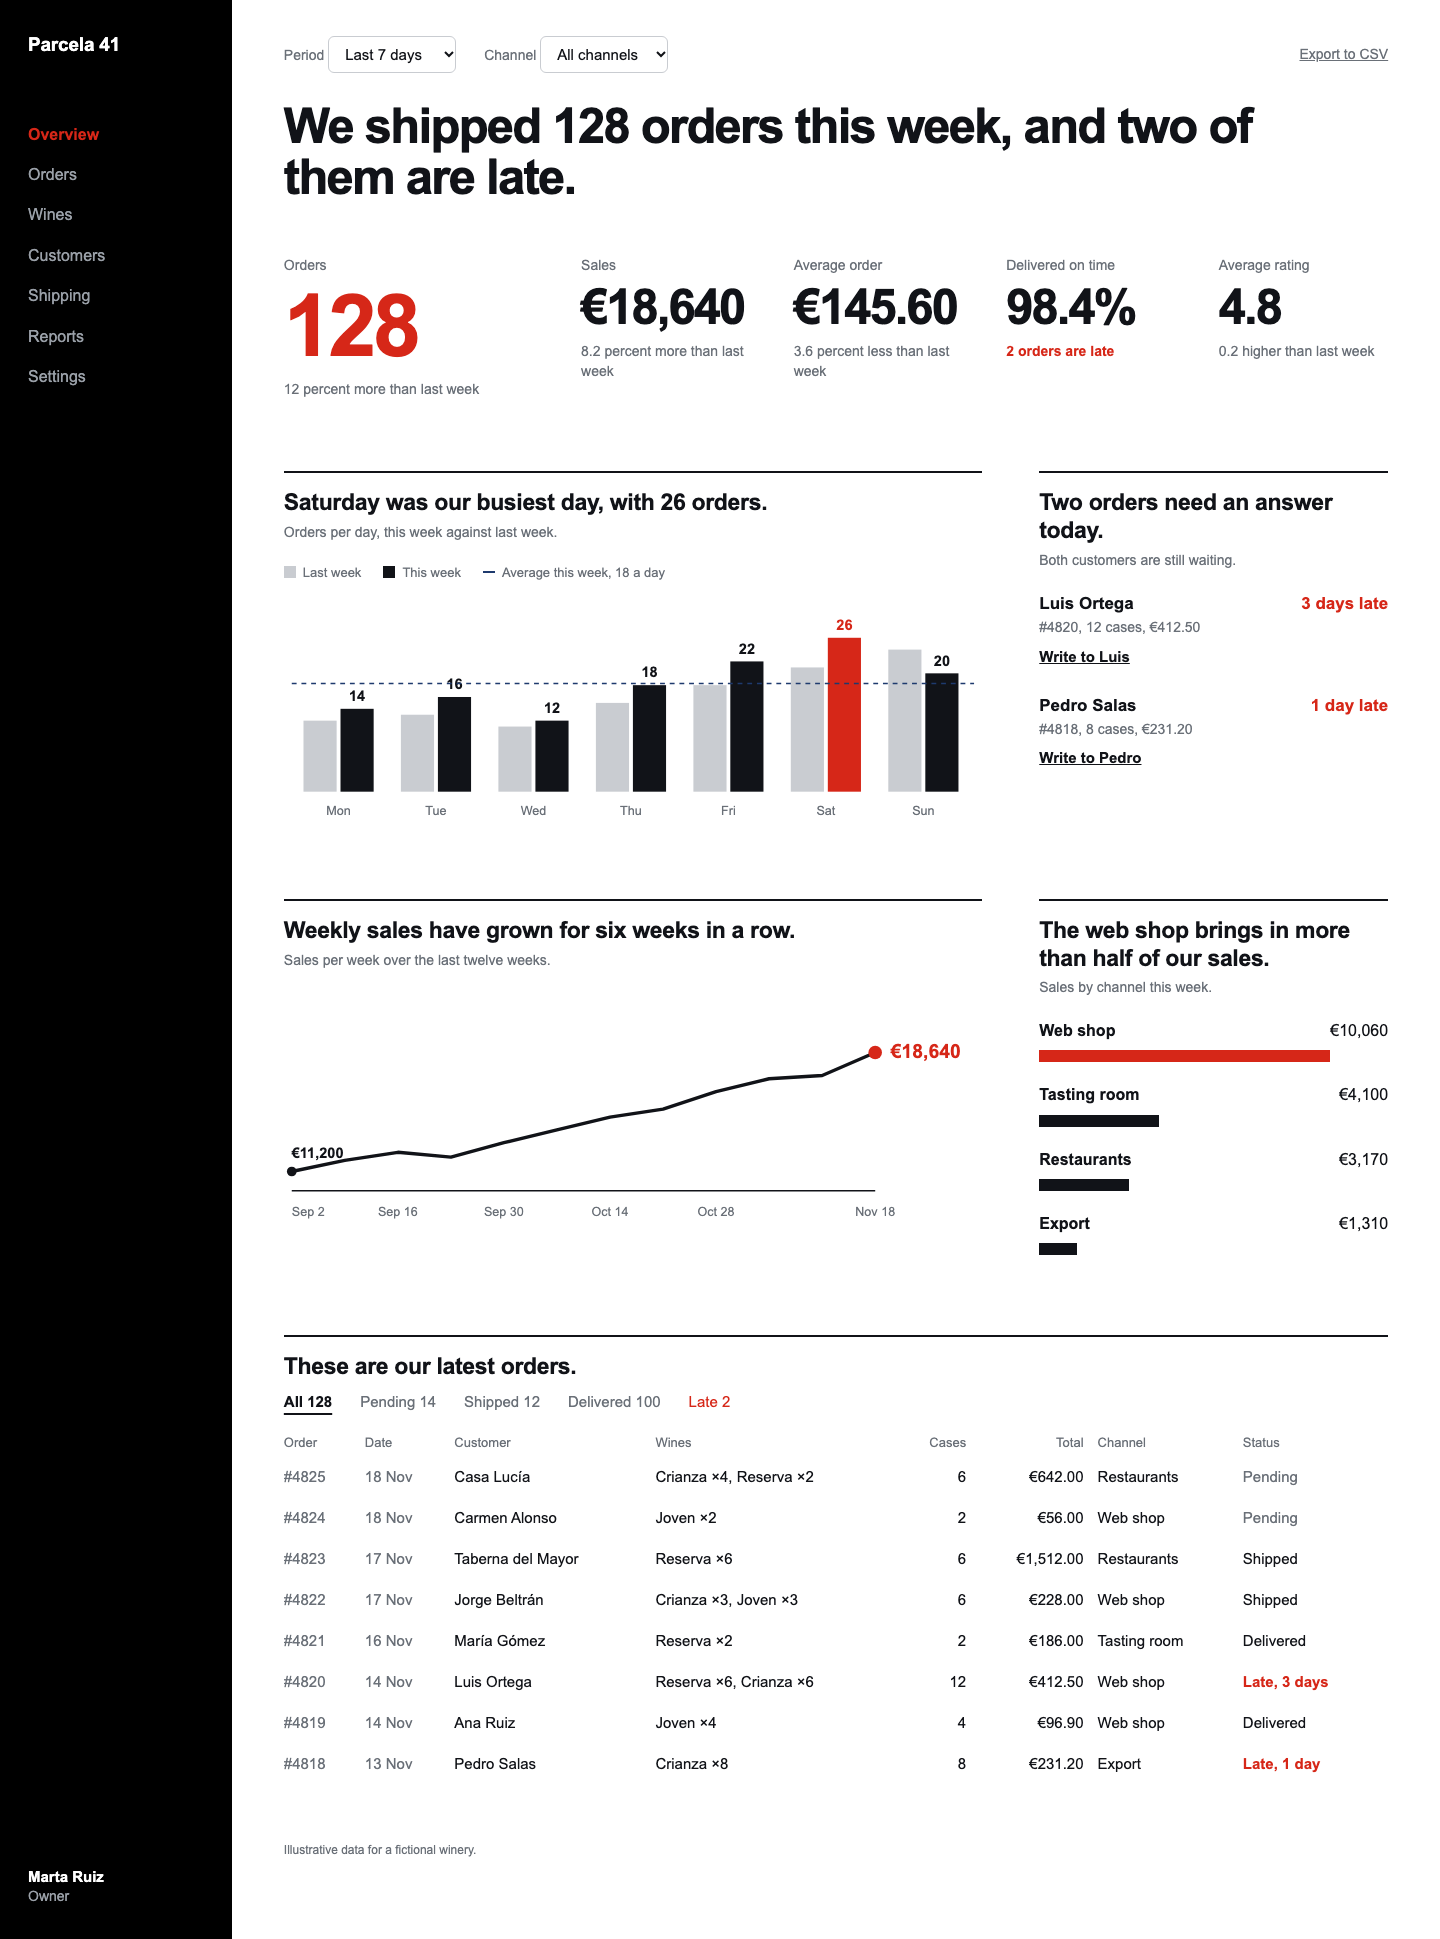 Parcela 41
Overview
Orders
Wines
Customers
Shipping
Reports
Settings
Marta Ruiz
Owner
Period Last 7 days Channel All channels Export to CSV
We shipped 128 orders this week, and two of
them are late.
Orders
128
12 percent more than last week
Sales
€18,640
8.2 percent more than last
week
Average order
€145.60
3.6 percent less than last
week
Delivered on time
98.4%
2 orders are late
Average rating
4.8
0.2 higher than last week
Saturday was our busiest day, with 26 orders.
Orders per day, this week against last week.
Last week This week Average this week, 18 a day
14 16 12 18 22 26 20
Mon Tue Wed Thu Fri Sat Sun
Two orders need an answer
today.
Both customers are still waiting.
Luis Ortega 3 days late
#4820, 12 cases, €412.50
Write to Luis
Pedro Salas 1 day late
#4818, 8 cases, €231.20
Write to Pedro
Weekly sales have grown for six weeks in a row.
Sales per week over the last twelve weeks.
€18,640
€11,200
Sep 2 Sep 16 Sep 30 Oct 14 Oct 28 Nov 18
The web shop brings in more
than half of our sales.
Sales by channel this week.
Web shop €10,060
Tasting room €4,100
Restaurants €3,170
Export €1,310
These are our latest orders.
All 128 Pending 14 Shipped 12 Delivered 100 Late 2
Order Date Customer Wines Cases Total Channel Status
#4825 18 Nov Casa Lucía Crianza ×4, Reserva ×2 6 €642.00 Restaurants Pending
#4824 18 Nov Carmen Alonso Joven ×2 2 €56.00 Web shop Pending
#4823 17 Nov Taberna del Mayor Reserva ×6 6 €1,512.00 Restaurants Shipped
#4822 17 Nov Jorge Beltrán Crianza ×3, Joven ×3 6 €228.00 Web shop Shipped
#4821 16 Nov María Gómez Reserva ×2 2 €186.00 Tasting room Delivered
#4820 14 Nov Luis Ortega Reserva ×6, Crianza ×6 12 €412.50 Web shop Late, 3 days
#4819 14 Nov Ana Ruiz Joven ×4 4 €96.90 Web shop Delivered
#4818 13 Nov Pedro Salas Crianza ×8 8 €231.20 Export Late, 1 day
Illustrative data for a fictional winery.